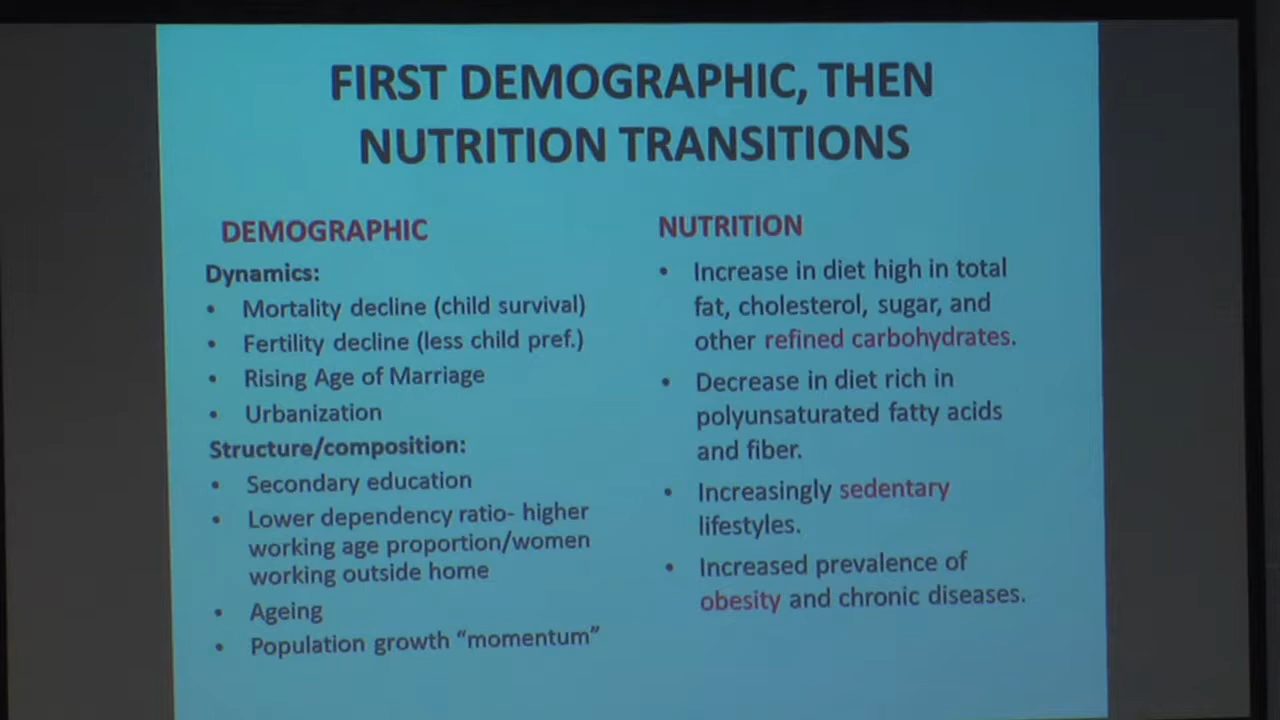 FIRST DEMOGRAPHIC, THEN
NUTRITION TRANSITIONS
DEMOGRAPHIC
Dynamics:
• Mortality decline (child survival)
• Fertility decline (less child pref.)
• Rising Age of Marriage
• Urbanization
Structure/composition:
• Secondary education
• Lower dependency ratio- higher
working age proportion/women
working outside home
• Ageing
• Population growth “momentum”
NUTRITION
• Increase in diet high in total
fat, cholesterol, sugar, and
other refined carbohydrates.
• Decrease in diet rich in
polyunsaturated fatty acids
and fiber.
• Increasingly sedentary
lifestyles.
• Increased prevalence of
obesity and chronic diseases.